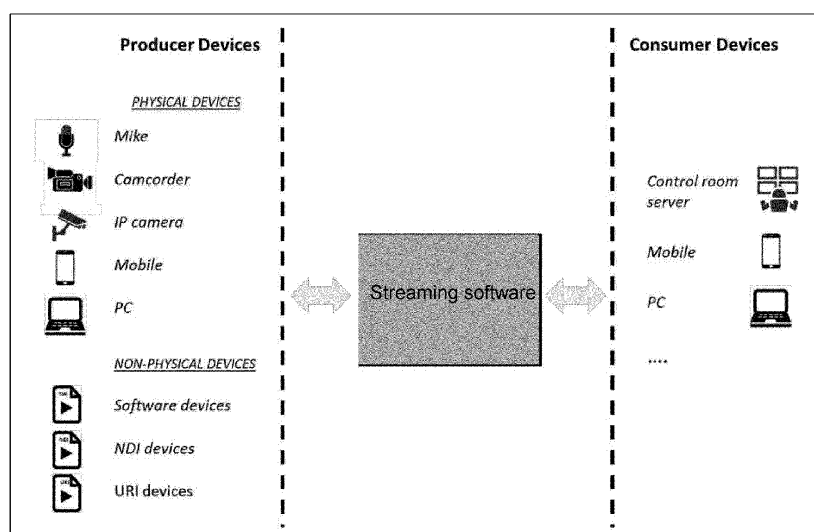 Producer Devices
Consumer Devices
PHYSICAL DEVICES
Mike
Camcorder
IP camera
Mobile
PC
NON-PHYSICAL DEVICES
Software devices
NDI devices
URI devices
Streaming software
Control room
server
Mobile
PC
....